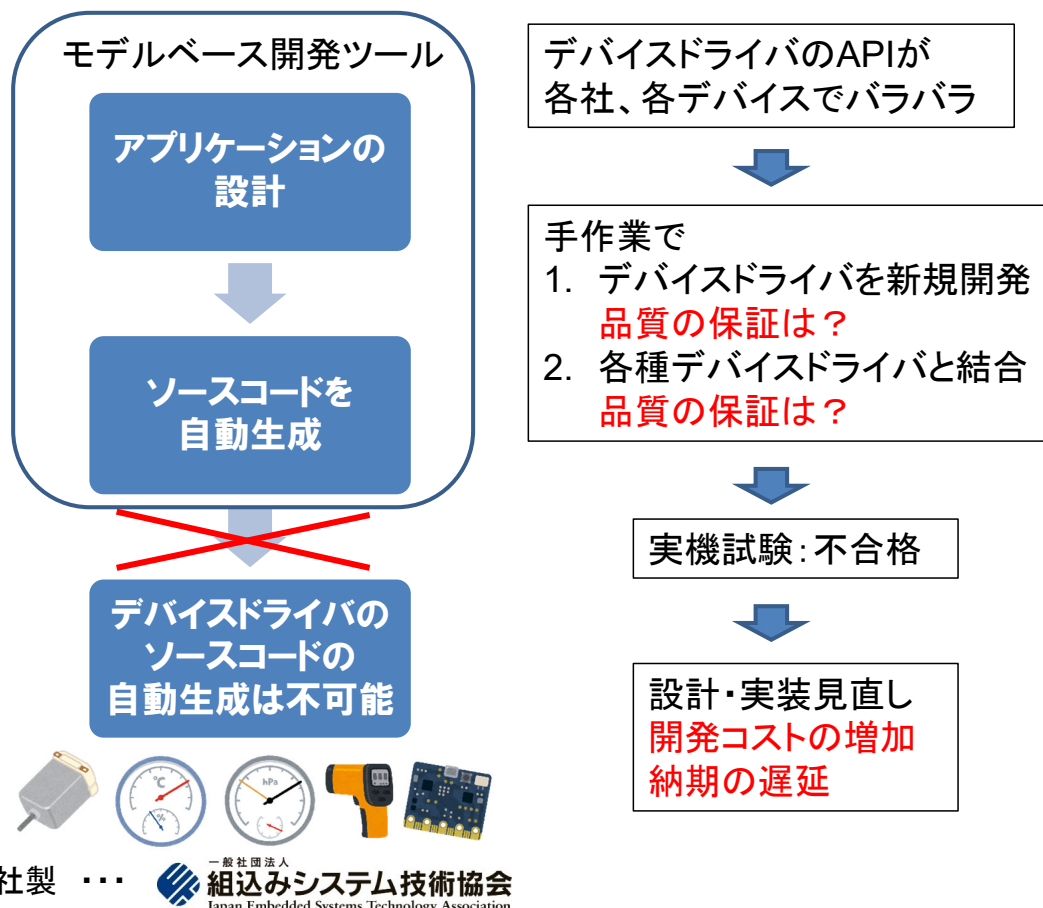 モデルベース開発ツール
アプリケーションの
設計
ソースコードを
自動生成
デバイスドライバの
ソースコードの
自動生成は不可能
℃
%
hPa
社製 ・・・
一般社団法人
組込みシステム技術協会
Japan Embedded Systems Technology Association
デバイスドライバのAPIが
各社、各デバイスでバラバラ
手作業で
1. デバイスドライバを新規開発
品質の保証は？
2. 各種デバイスドライバと結合
品質の保証は？
実機試験：不合格
設計・実装見直し
開発コストの増加
納期の遅延